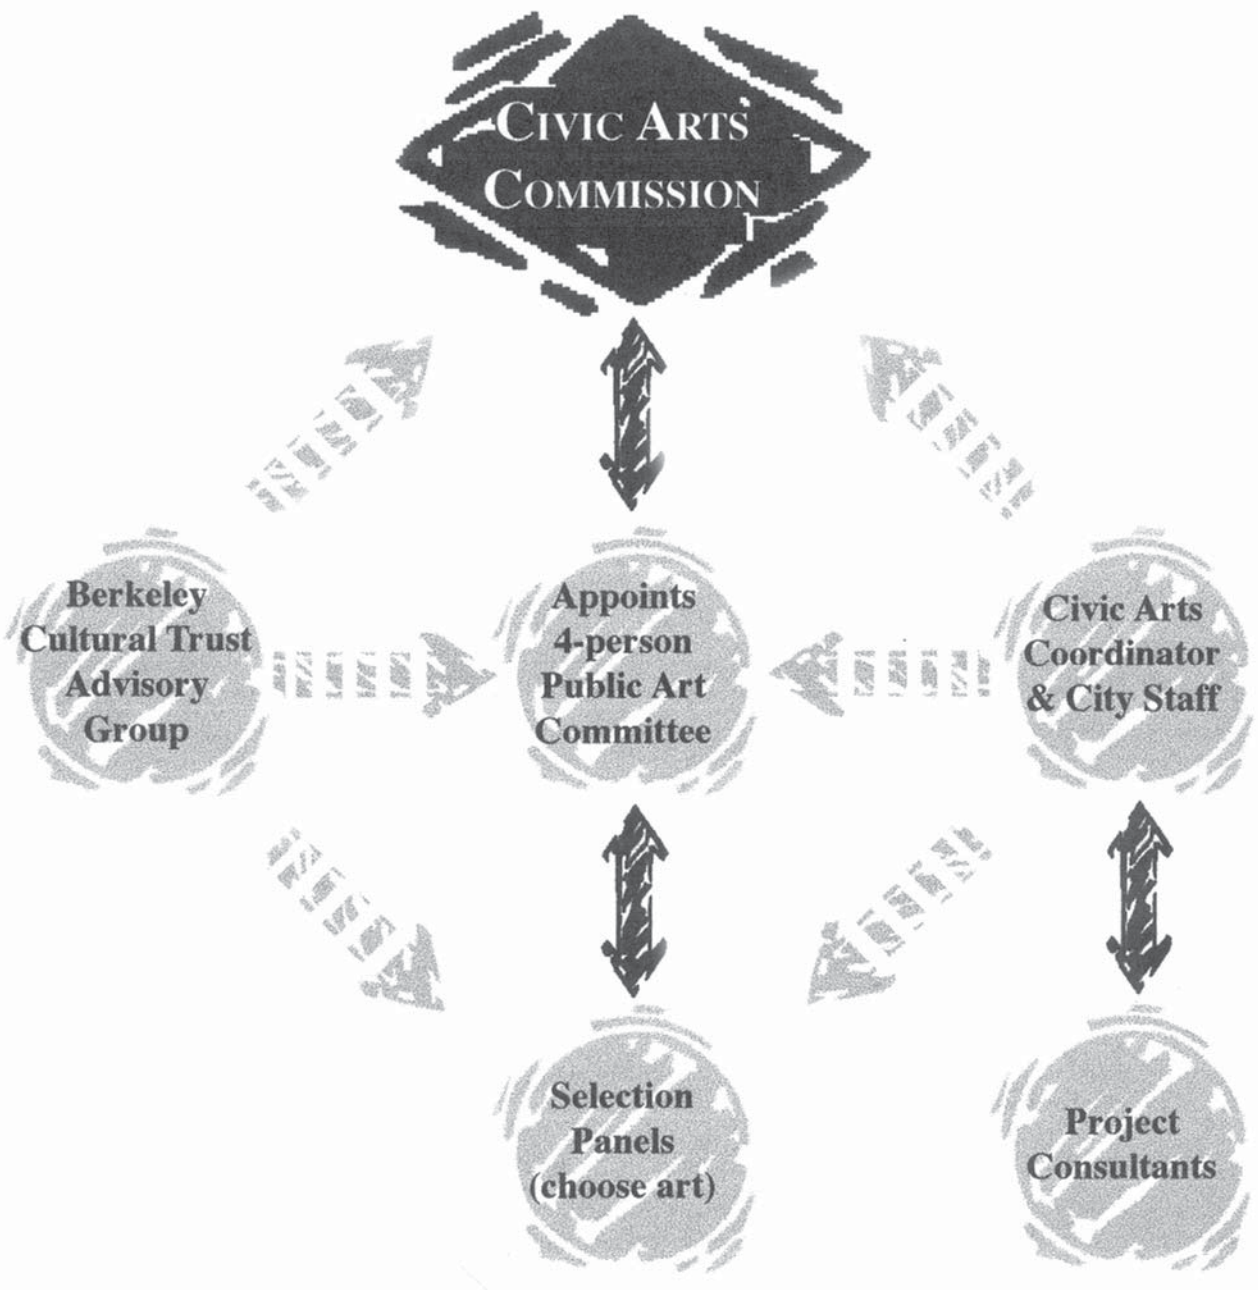 CIVIC ARTS
COMMISSION
Berkeley
Cultural Trust
Advisory
Group
Appoints
4-person
Public Art
Committee
Civic Arts
Coordinator
& City Staff
Selection
Panels
(choose art)
Project
Consultants